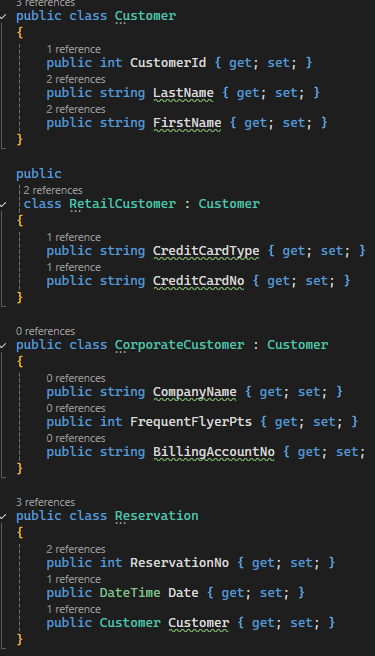 3 references
public class Customer
{
1 reference
public int CustomerId { get; set; }
2 references
public string LastName { get; set; }
2 references
public string FirstName { get; set; }
}
public
2 references
class RetailCustomer : Customer
{
1 reference
public string CreditCardType { get; set; }
1 reference
public string CreditCardNo { get; set; }
}
0 references
public class CorporateCustomer : Customer
{
0 references
public string CompanyName { get; set; }
0 references
public int FrequentFlyerPts { get; set; }
0 references
public string BillingAccountNo { get; set;
}
3 references
public class Reservation
{
2 references
public int ReservationNo { get; set; }
1 reference
public DateTime Date { get; set; }
1 reference
public Customer Customer { get; set; }
}